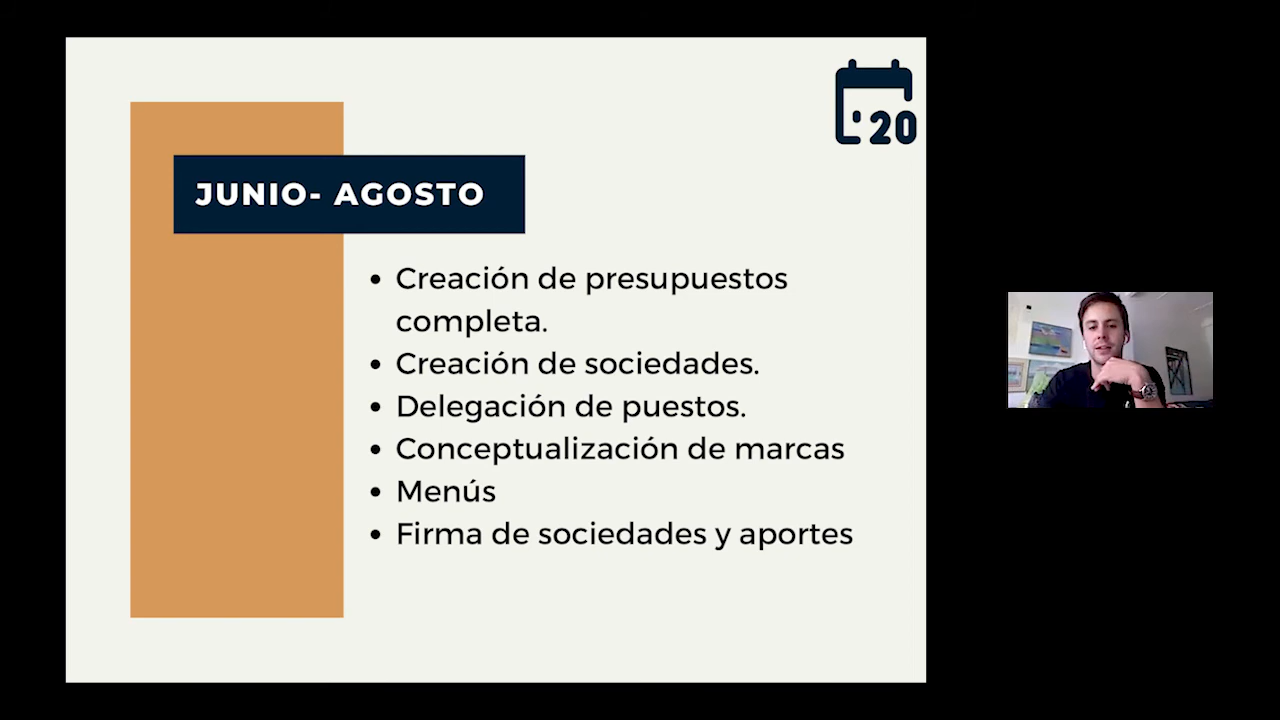 '20
JUNIO- AGOSTO
• Creación de presupuestos
completa.
• Creación de sociedades.
• Delegación de puestos.
• Conceptualización de marcas
• Menús
• Firma de sociedades y aportes